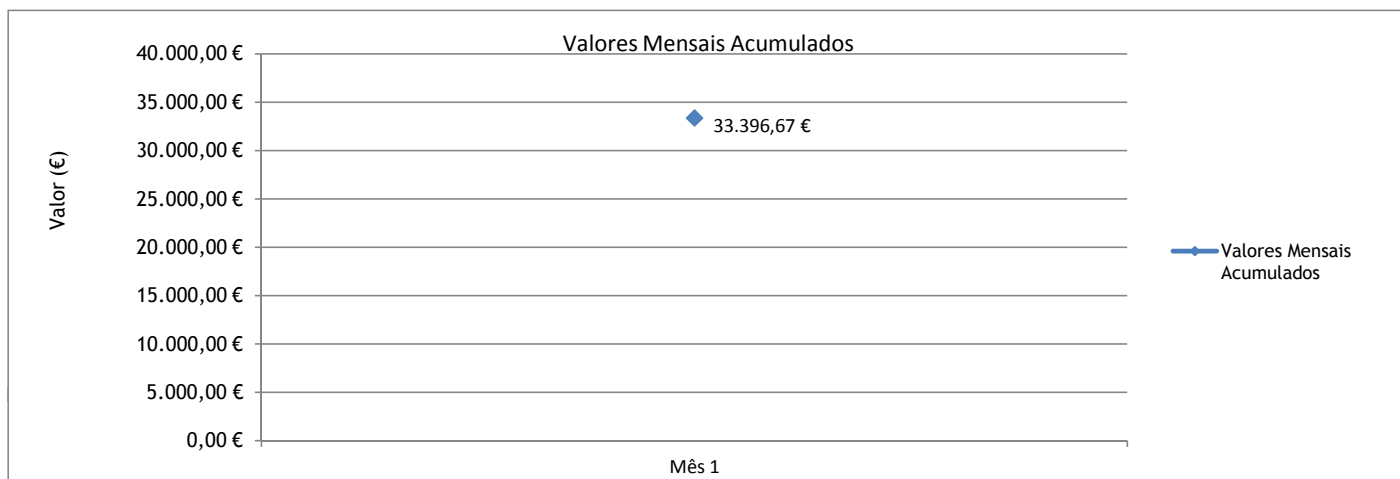 Valores Mensais Acumulados
40.000,00 €
35.000,00 €
30.000,00 €
25.000,00 €
20.000,00 €
15.000,00 €
10.000,00 €
5.000,00 €
0,00 €
Valor (€)
33.396,67 €
Mês 1
Valores Mensais
Acumulados